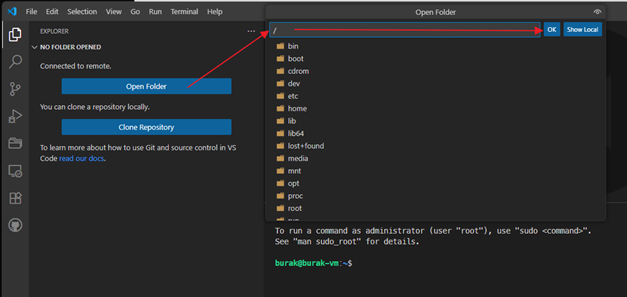 File Edit Selection View Go Run Terminal Help
Open Folder
EXPLORER
/
OK
Show Local
NO FOLDER OPENED
Connected to remote.
Open Folder
You can clone a repository locally.
Clone Repository
To learn more about how to use Git and source control in VS
Code read our docs.
bin
boot
cdrom
dev
etc
home
lib
lib64
lost+found
media
mnt
opt
proc
root
To run a command as administrator (user "root"), use "sudo <command>".
See "man sudo_root" for details.
burak@burak-vm:~$